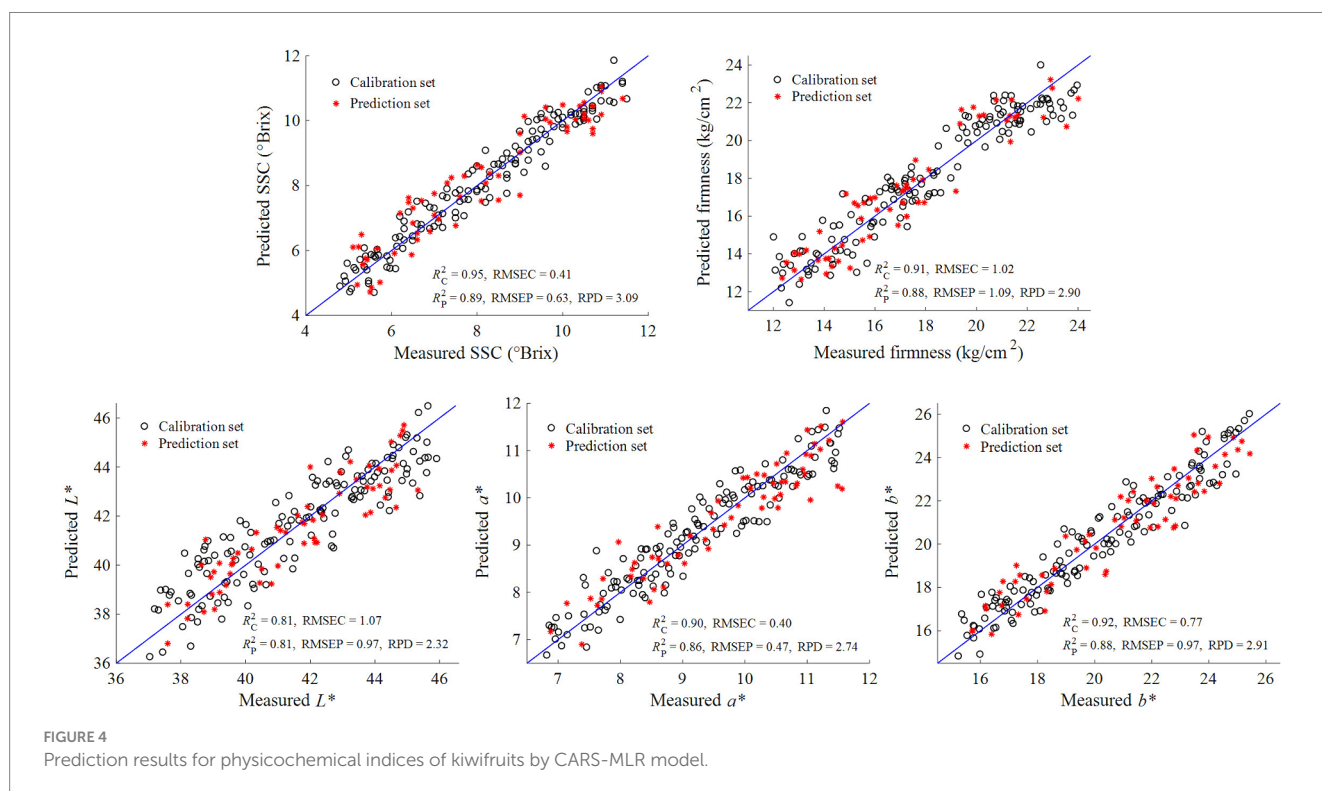 12
10
8
6
4
Predicted SSC (°Brix)
Calibration set
Prediction set
R²C = 0.95, RMSEC = 0.41
R²P = 0.89, RMSEP = 0.63, RPD = 3.09
4 6 8 10 12
Measured SSC (°Brix)
24
22
20
18
16
14
12
Predicted firmness (kg/cm²)
Calibration set
Prediction set
R²C = 0.91, RMSEC = 1.02
R²P = 0.88, RMSEP = 1.09, RPD = 2.90
12 14 16 18 20 22 24
Measured firmness (kg/cm²)
46
44
42
40
38
36
Predicted L*
Calibration set
Prediction set
R²C = 0.81, RMSEC = 1.07
R²P = 0.81, RMSEP = 0.97, RPD = 2.32
36 38 40 42 44 46
Measured L*
12
11
10
9
8
7
Predicted a*
Calibration set
Prediction set
R²C = 0.90, RMSEC = 0.40
R²P = 0.86, RMSEP = 0.47, RPD = 2.74
7 8 9 10 11 12
Measured a*
26
24
22
20
18
16
Predicted b*
Calibration set
Prediction set
R²C = 0.92, RMSEC = 0.77
R²P = 0.88, RMSEP = 0.97, RPD = 2.91
16 18 20 22 24 26
Measured b*
FIGURE 4
Prediction results for physicochemical indices of kiwifruits by CARS-MLR model.